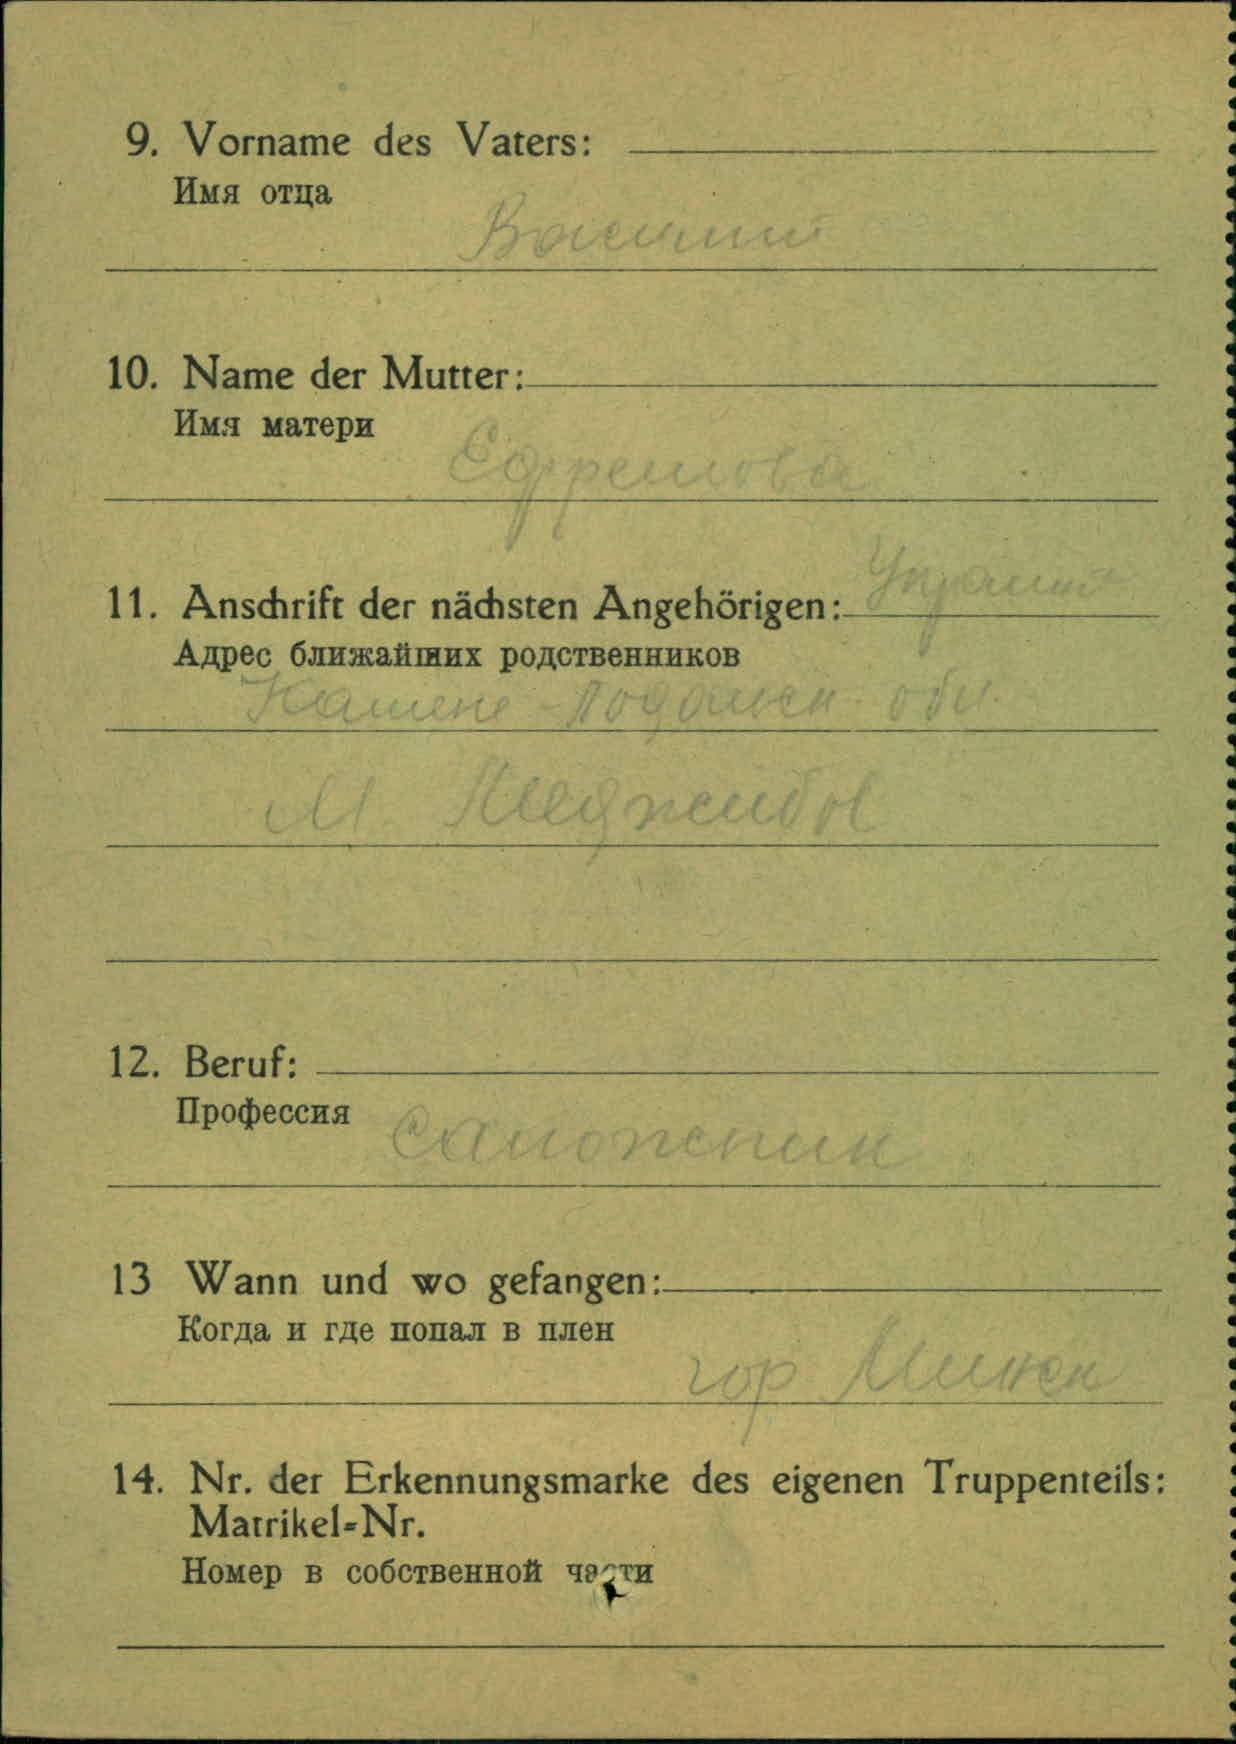 9. Vorname des Vaters:
Имя отца
Василий
10. Name der Mutter:
Имя матери
Ефремова
11. Anschrift der nächsten Angehörigen:
Адрес ближайших родственников
Камене-Подольск. обл.
М. Меджибол
12. Beruf:
Профессия
Сапожник
13 Wann und wo gefangen:
Когда и где попал в плен
гор Минск
14. Nr. der Erkennungsmarke des eigenen Truppenteils:
Matrikel-Nr.
Номер в собственной части